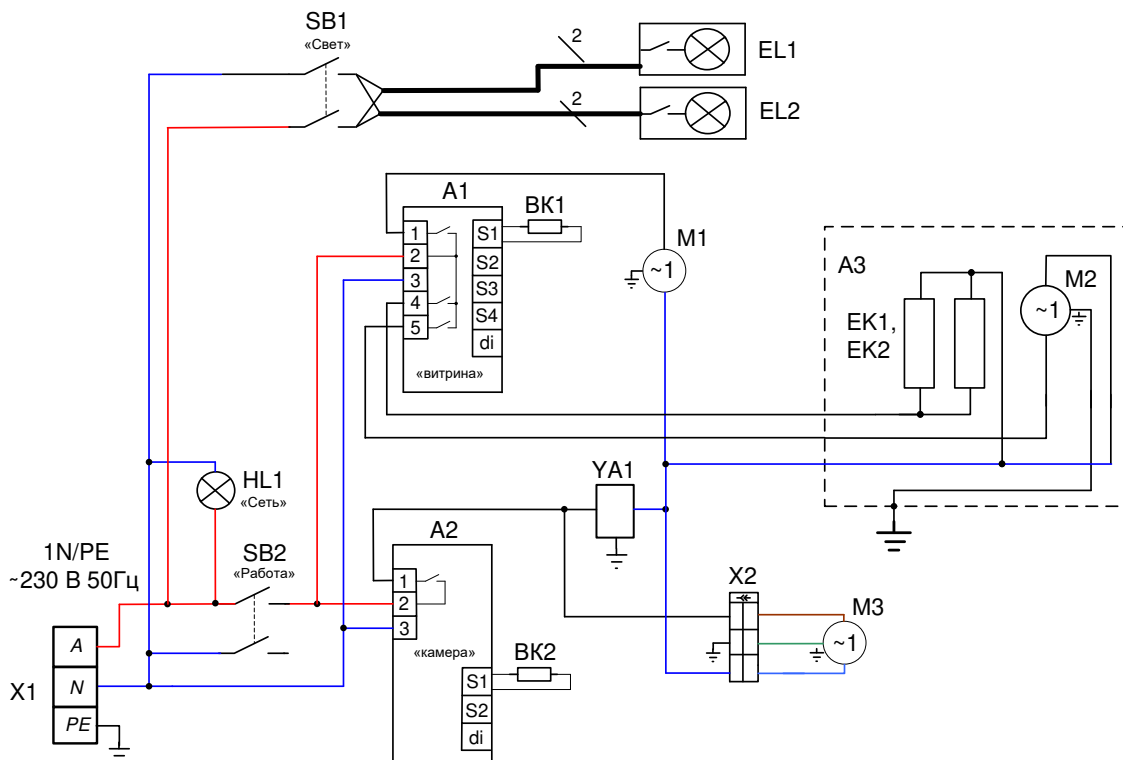 SB1
«Свет»
2
EL1
2
EL2
A1
BK1
1
2
3
4
5
S1
S2
S3
S4
di
«витрина»
M1
~1
A3
EK1,
EK2
M2
~1
HL1
«Сеть»
YA1
A2
1N/PE
~230 В 50Гц
SB2
«Работа»
1
2
3
«камера»
BK2
S1
S2
di
X2
M3
~1
X1
A
N
PE